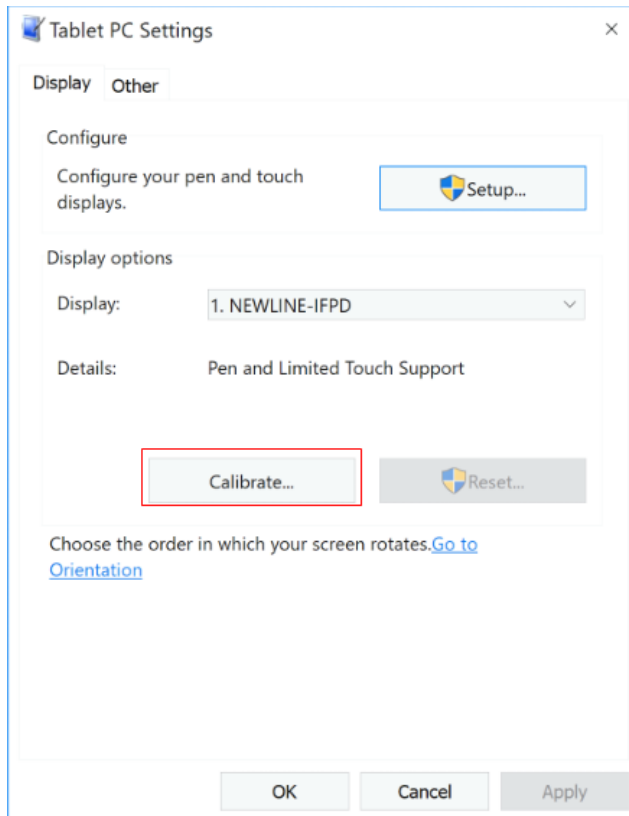 Tablet PC Settings
Display
Other
Configure
Configure your pen and touch
displays.
Setup...
Display options
Display:
1. NEWLINE-IFPD
Details:
Pen and Limited Touch Support
Calibrate...
Reset...
Choose the order in which your screen rotates.Go to
Orientation
OK
Cancel
Apply